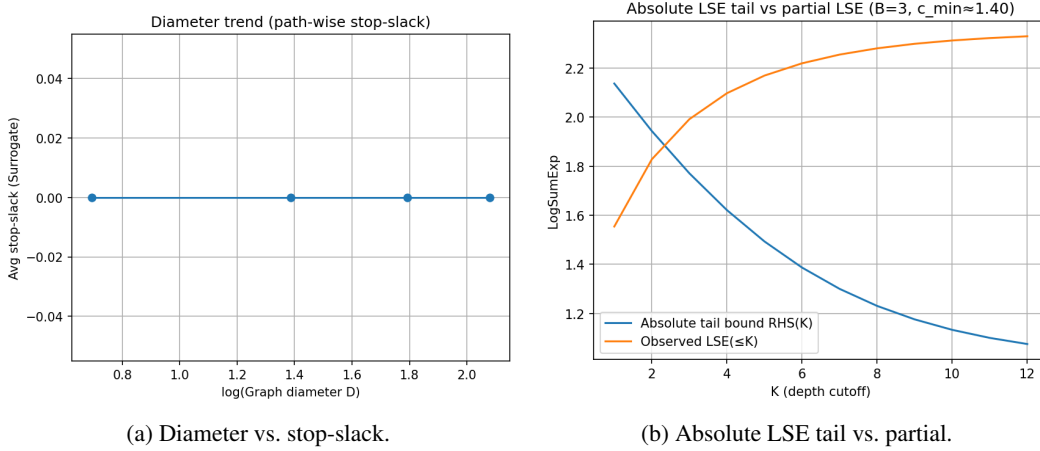 Diameter trend (path-wise stop-slack)
Avg stop-slack (Surrogate)
0.04
0.02
0.00
−0.02
−0.04
0.8 1.0 1.2 1.4 1.6 1.8 2.0
log(Graph diameter D)
(a) Diameter vs. stop-slack.
Absolute LSE tail vs partial LSE (B=3, c_min≈1.40)
LogSumExp
2.2
2.0
1.8
1.6
1.4
1.2
Absolute tail bound RHS(K)
Observed LSE(≤K)
2 4 6 8 10 12
K (depth cutoff)
(b) Absolute LSE tail vs. partial.